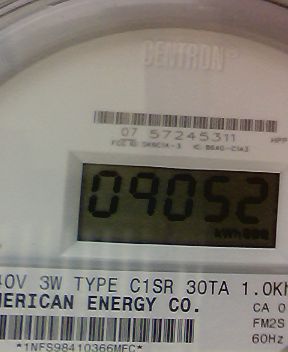 CENTRON®
07 57245311
09052
kWh
40V 3W TYPE C1SR 30TA 1.0Kh
MERICAN ENERGY CO.
CA 0
FM2S
60Hz
*1NFS98410366MFC*